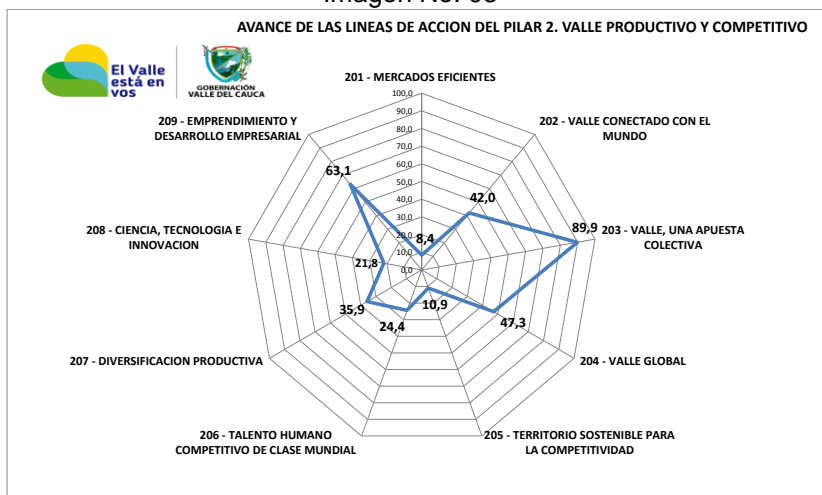 Imagen No. 08
AVANCE DE LAS LINEAS DE ACCION DEL PILAR 2. VALLE PRODUCTIVO Y COMPETITIVO
El Valle
está en
vos
GOBERNACIÓN
VALLE DEL CAUCA
201 - MERCADOS EFICIENTES
100,0
90,0
80,0
70,0
60,0
50,0
40,0
30,0
20,0
10,0
0,0
202 - VALLE CONECTADO CON EL
MUNDO
203 - VALLE, UNA APUESTA
COLECTIVA
204 - VALLE GLOBAL
205 - TERRITORIO SOSTENIBLE PARA
LA COMPETITIVIDAD
206 - TALENTO HUMANO
COMPETITIVO DE CLASE MUNDIAL
207 - DIVERSIFICACION PRODUCTIVA
208 - CIENCIA, TECNOLOGIA E
INNOVACION
209 - EMPRENDIMIENTO Y
DESARROLLO EMPRESARIAL
8,4
42,0
89,9
47,3
10,9
24,4
35,9
21,8
63,1